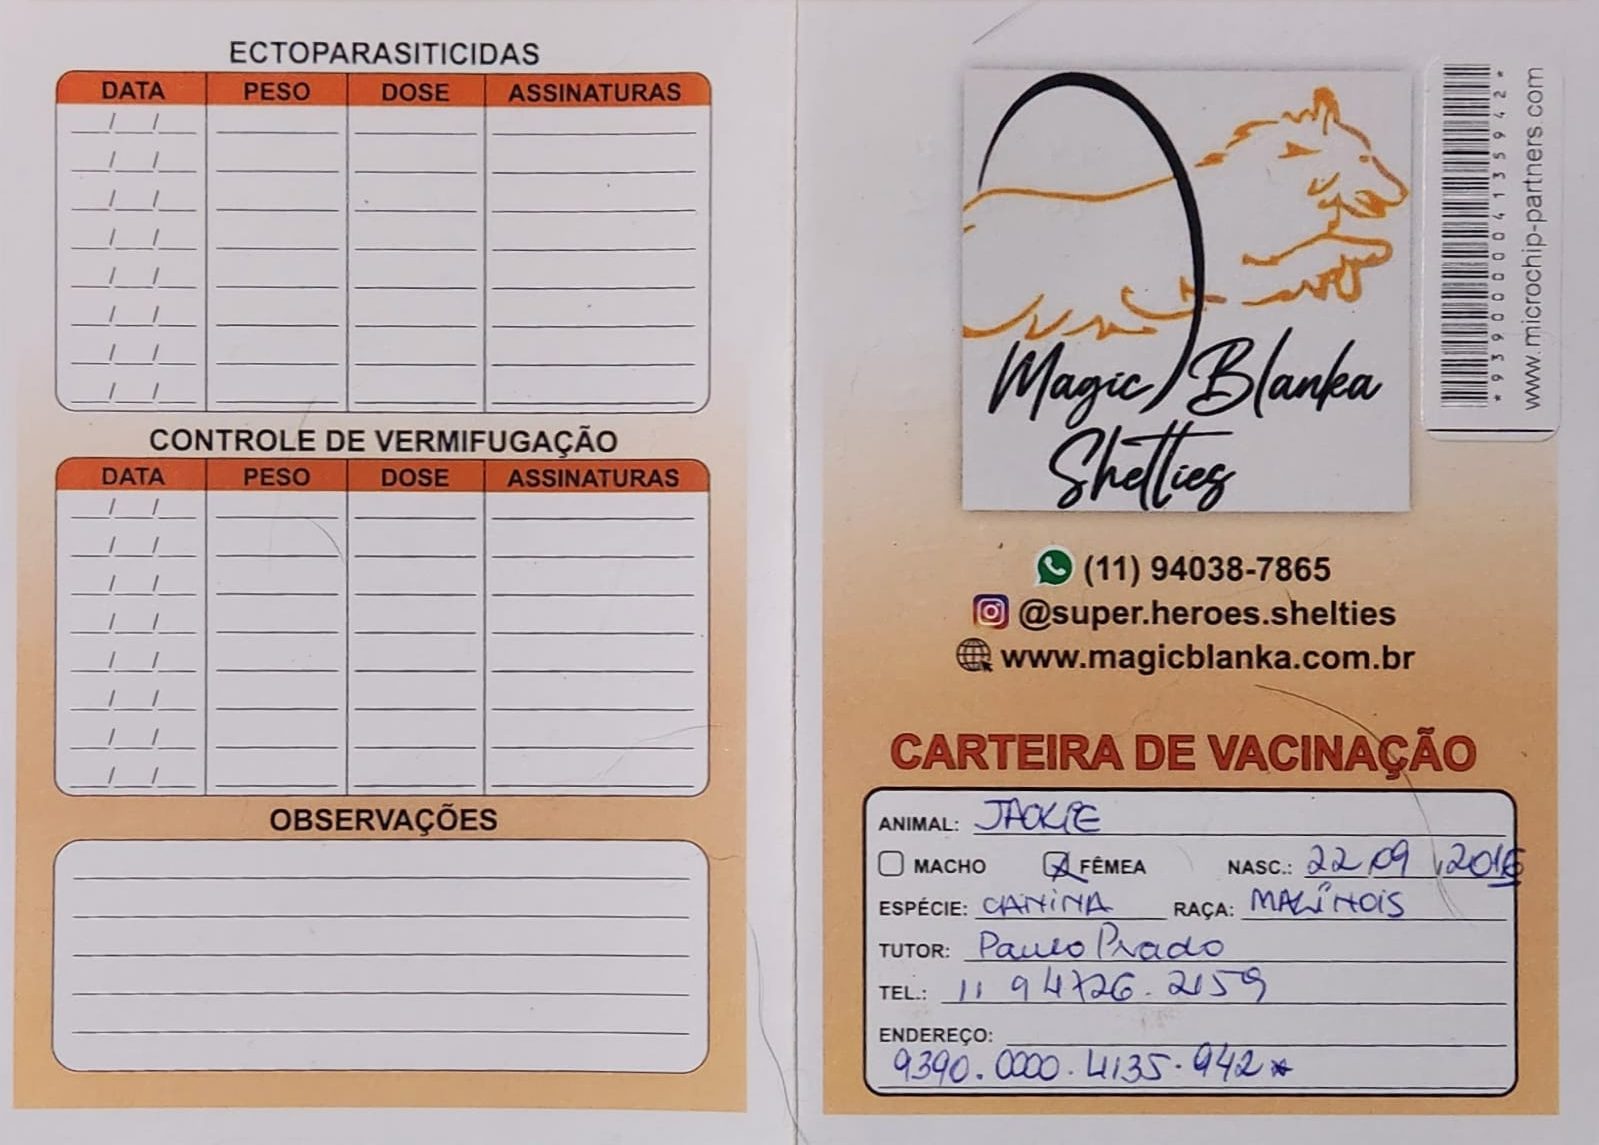 ECTOPARASITICIDAS
DATA PESO DOSE ASSINATURAS
/ /
/ /
/ /
/ /
/ /
/ /
/ /
/ /
CONTROLE DE VERMIFUGAÇÃO
DATA PESO DOSE ASSINATURAS
/ /
/ /
/ /
/ /
/ /
/ /
/ /
/ /
OBSERVAÇÕES
Magic Blanka
Shelties
*939000004135942*
www.microchip-partners.com
(11) 94038-7865
@super.heroes.shelties
www.magicblanka.com.br
CARTEIRA DE VACINAÇÃO
ANIMAL: JACKIE
MACHO FÊMEA NASC.: 22/09/2016
ESPÉCIE: CANINA RAÇA: MALINOIS
TUTOR: Paulo Prado
TEL.: 11 94726.2159
ENDEREÇO:
9390.0000.4135.942*